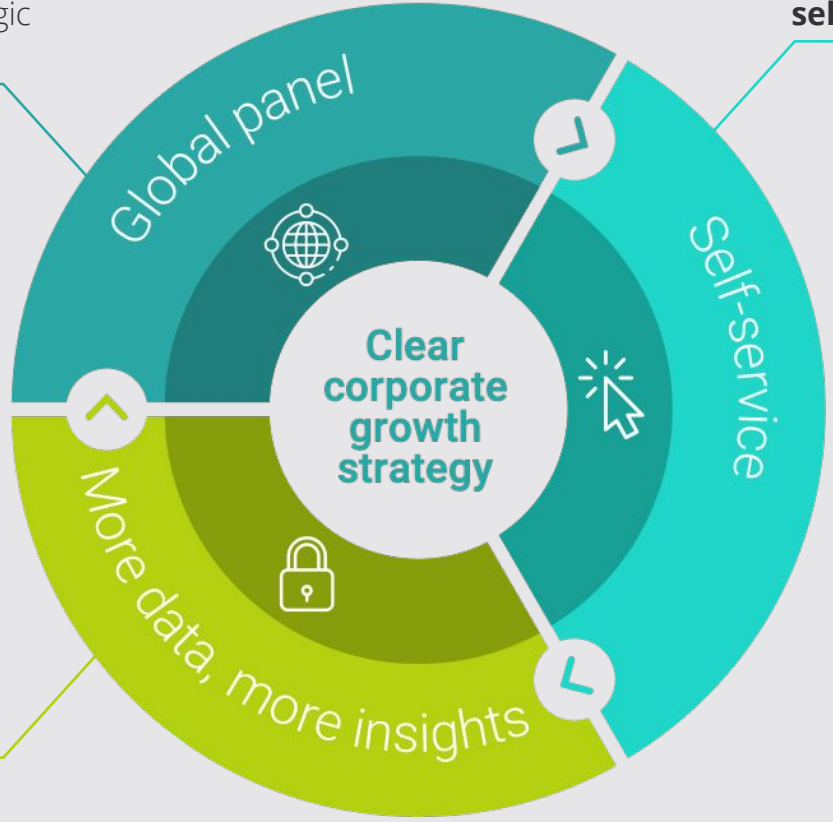 Global panel
Self-service
Clear
corporate
growth
strategy
More data, more insights